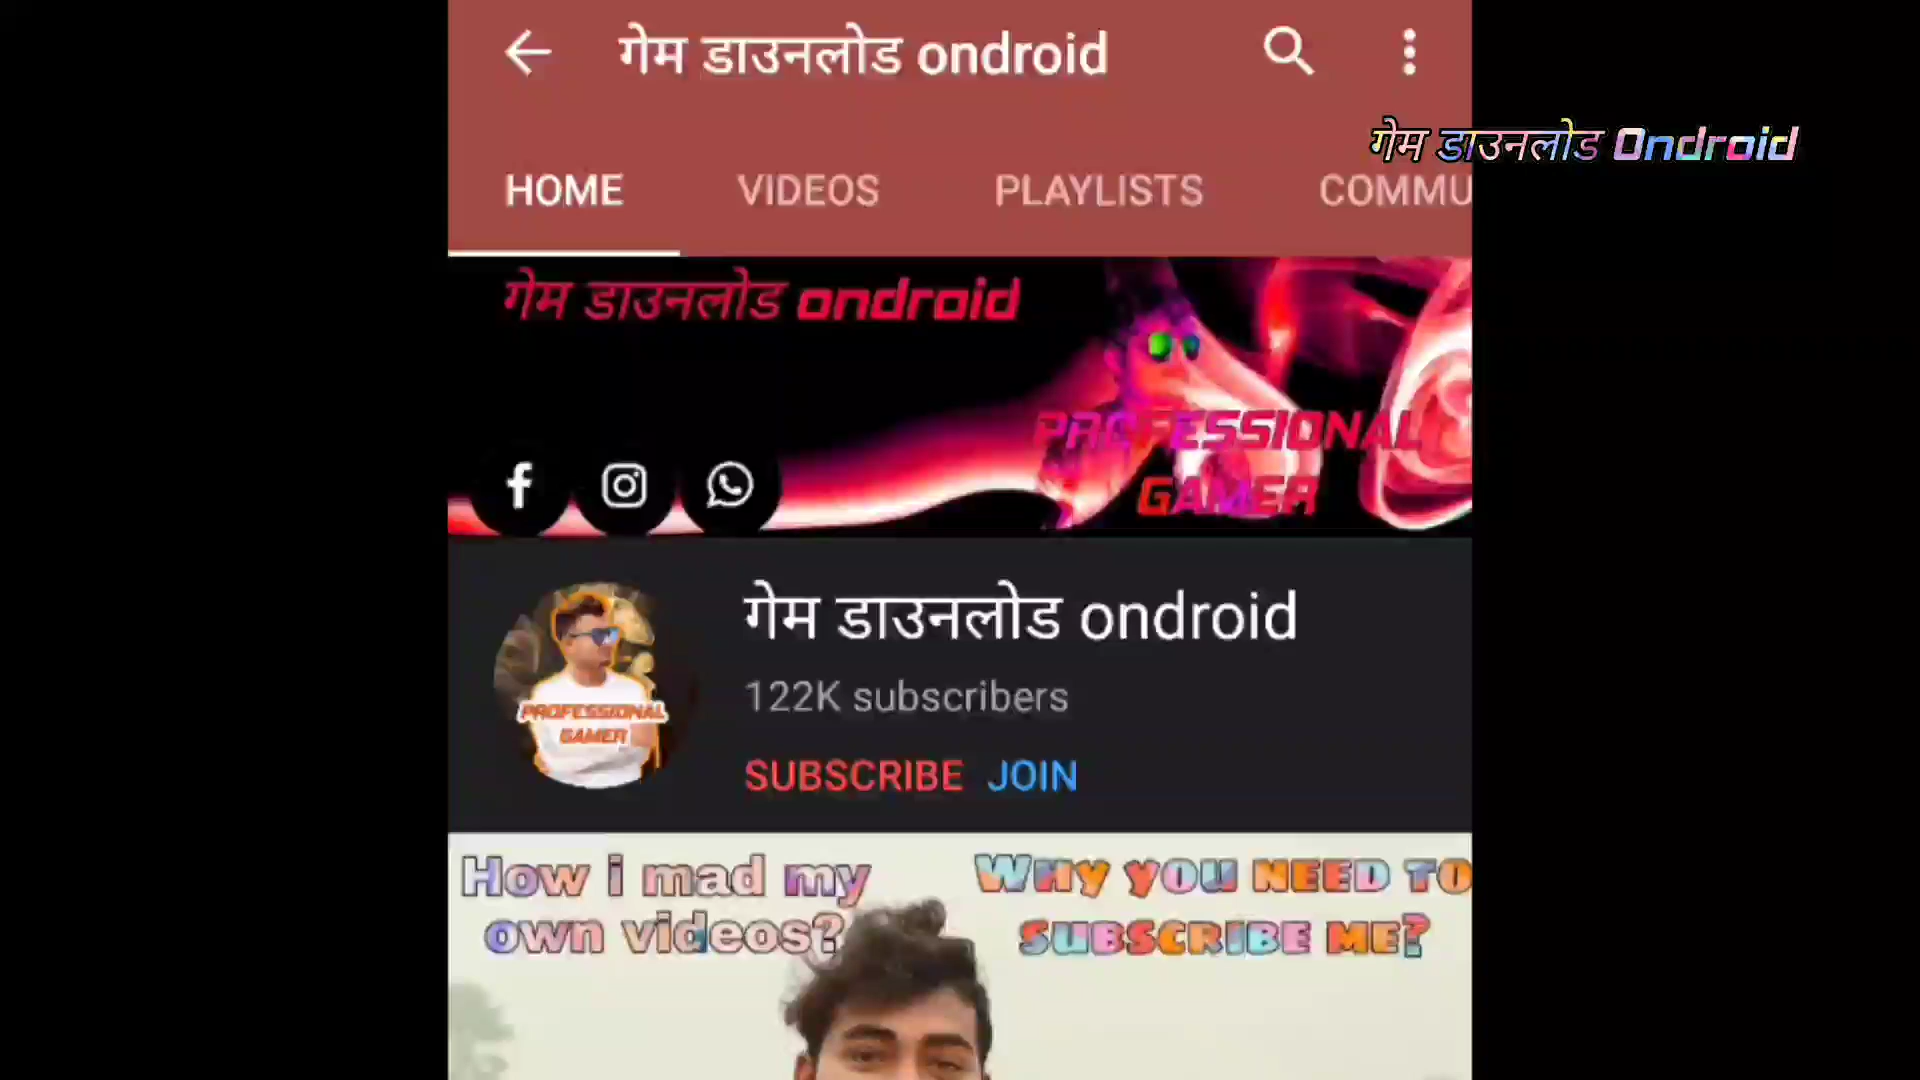 गेम डाउनलोड ondroid
गेम डाउनलोड Ondroid
HOME VIDEOS PLAYLISTS COMMU
गेम डाउनलोड ondroid
PROFESSIONAL
GAMER
गेम डाउनलोड ondroid
122K subscribers
PROFESSIONAL
GAMER
SUBSCRIBE JOIN
How i mad my
own videos?
WHY YOU NEED TO
SUBSCRIBE ME?